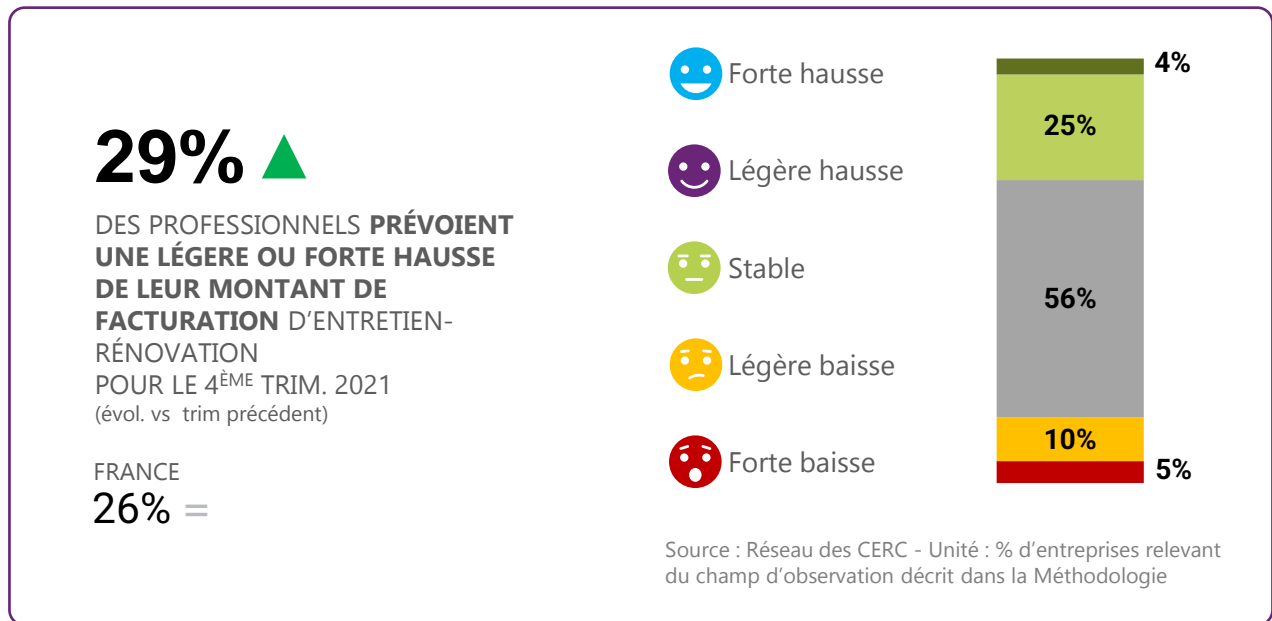 29%
DES PROFESSIONNELS PRÉVOIENT
UNE LÉGERE OU FORTE HAUSSE
DE LEUR MONTANT DE
FACTURATION D’ENTRETIEN-
RÉNOVATION
POUR LE 4ÈME TRIM. 2021
(évol. vs trim précédent)
FRANCE
26% =
Forte hausse
Légère hausse
Stable
Légère baisse
Forte baisse
4%
25%
56%
10%
5%
Source : Réseau des CERC - Unité : % d’entreprises relevant
du champ d’observation décrit dans la Méthodologie